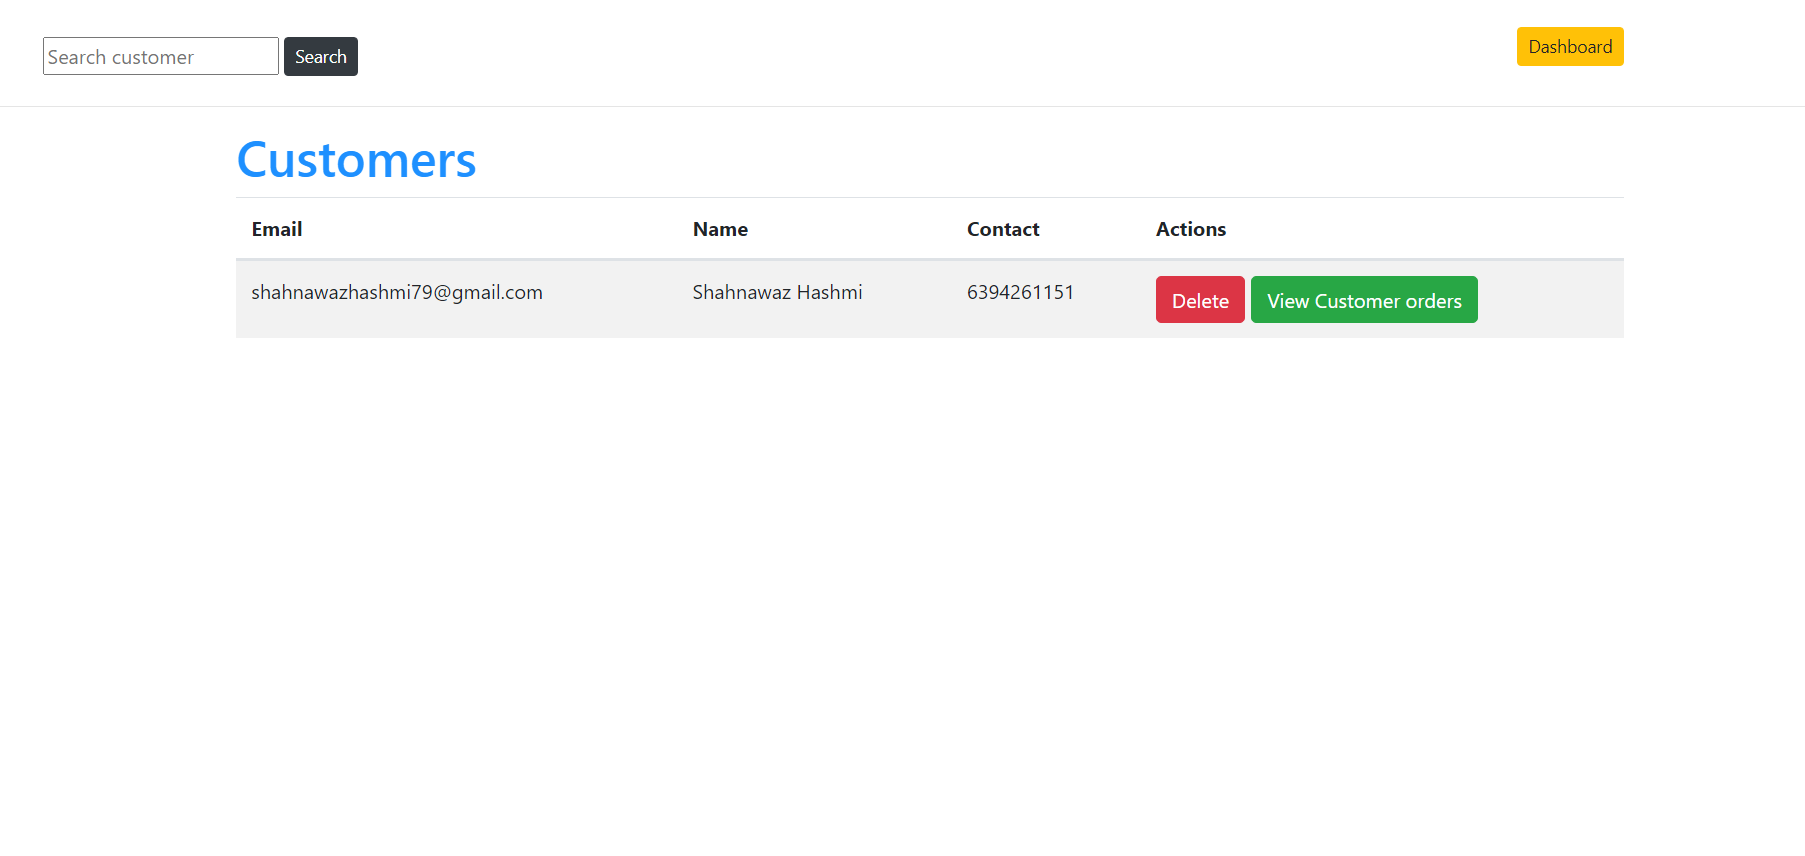 Search customer Search Dashboard
Customers
Email Name Contact Actions
shahnawazhashmi79@gmail.com Shahnawaz Hashmi 6394261151 Delete View Customer orders